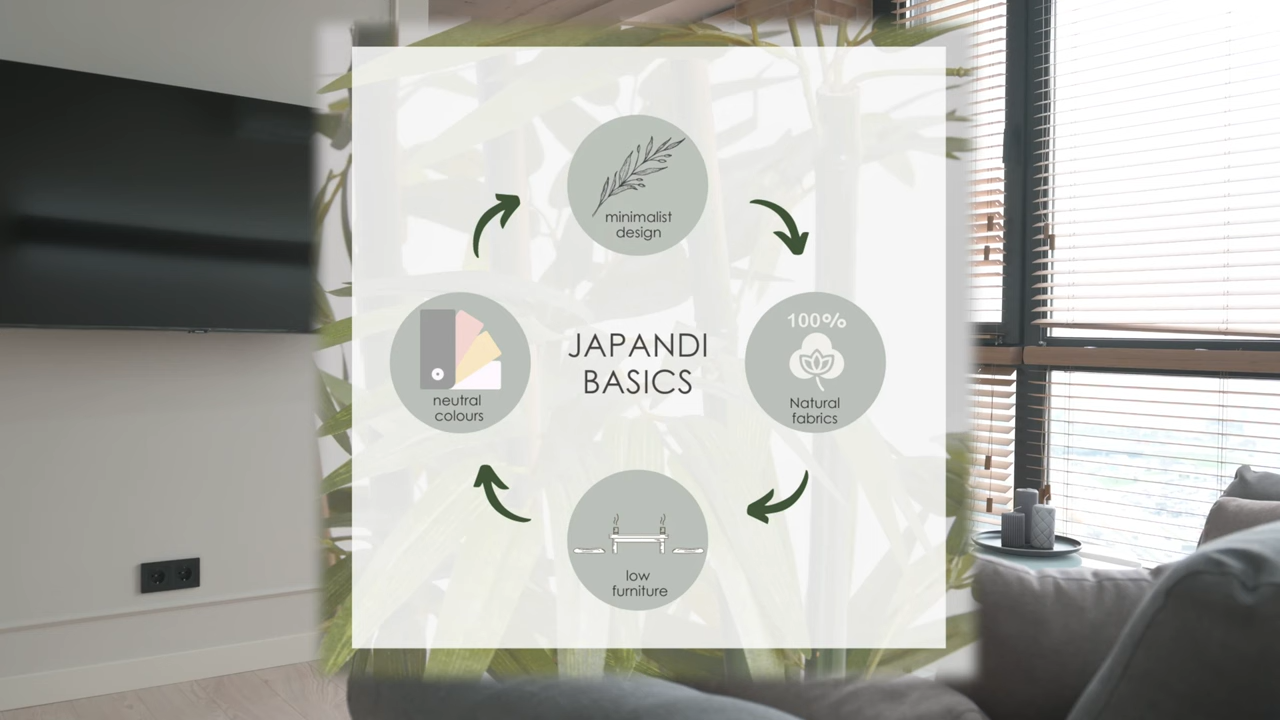 minimalist
design
100%
Natural
fabrics
JAPANDI
BASICS
neutral
colours
low
furniture